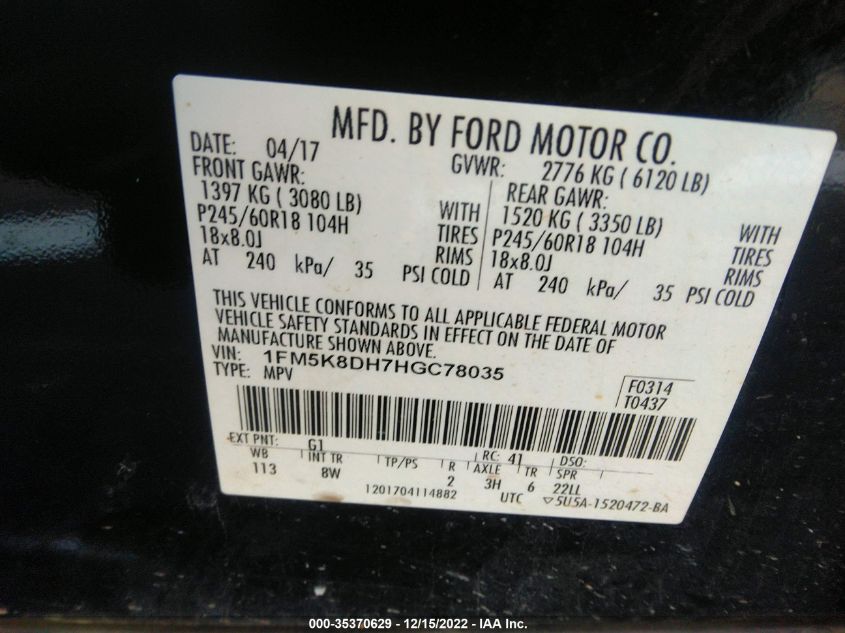 MFD. BY FORD MOTOR CO.
DATE: 04/17 GVWR: 2776 KG ( 6120 LB)
FRONT GAWR: REAR GAWR:
1397 KG ( 3080 LB) WITH 1520 KG ( 3350 LB) WITH
P245/60R18 104H TIRES P245/60R18 104H TIRES
18x8.0J RIMS 18x8.0J RIMS
AT 240 kPa/ 35 PSI COLD AT 240 kPa/ 35 PSI COLD
THIS VEHICLE CONFORMS TO ALL APPLICABLE FEDERAL MOTOR
VEHICLE SAFETY STANDARDS IN EFFECT ON THE DATE OF
MANUFACTURE SHOWN ABOVE.
VIN: 1FM5K8DH7HGC78035
TYPE: MPV
F0314
T0437
EXT PNT: G1 RC: 41 DSO:
WB INT TR TP/PS R AXLE TR SPR
113 8W 2 3H 6 22LL
1201704114882 UTC ▽5U5A-1520472-BA
000-35370629 - 12/15/2022 - IAA Inc.